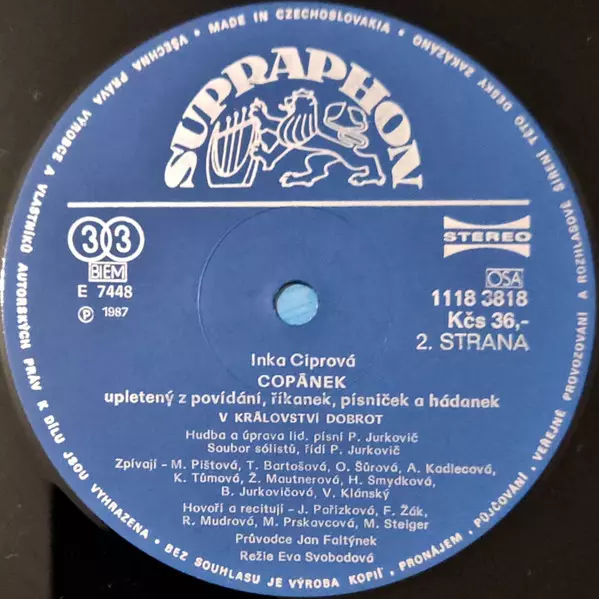 MADE IN CZECHOSLOVAKIA • VŠECHNA PRÁVA VÝROBCE A VLASTNÍKŮ AUTORSKÝCH PRÁV K DÍLU JSOU VYHRAZENA • BEZ SOUHLASU JE VÝROBA KOPIÍ, PRONÁJEM, PŮJČOVÁNÍ, VEŘEJNÉ PROVOZOVÁNÍ A ROZHLASOVÉ ŠÍŘENÍ TÉTO DESKY ZAKÁZÁNO •
SUPRAPHON
33
BIEM
E 7448
Ⓟ 1987
STEREO
OSA
1118 3818
Kčs 36,-
2. STRANA
Inka Ciprová
COPÁNEK
upletený z povídání, říkanek, písniček a hádanek
V KRÁLOVSTVÍ DOBROT
Hudba a úprava lid. písní P. Jurkovič
Soubor sólistů, řídí P. Jurkovič
Zpívají - M. Pištová, T. Bartošová, O. Šůrová, A. Kadlecová,
K. Tůmová, Ž. Mautnerová, H. Smydková,
B. Jurkovičová, V. Klánský
Hovoří a recitují - J. Pařízková, F. Žák,
R. Mudrová, M. Prskavcová, M. Steiger
Průvodce Jan Faltýnek
Režie Eva Svobodová